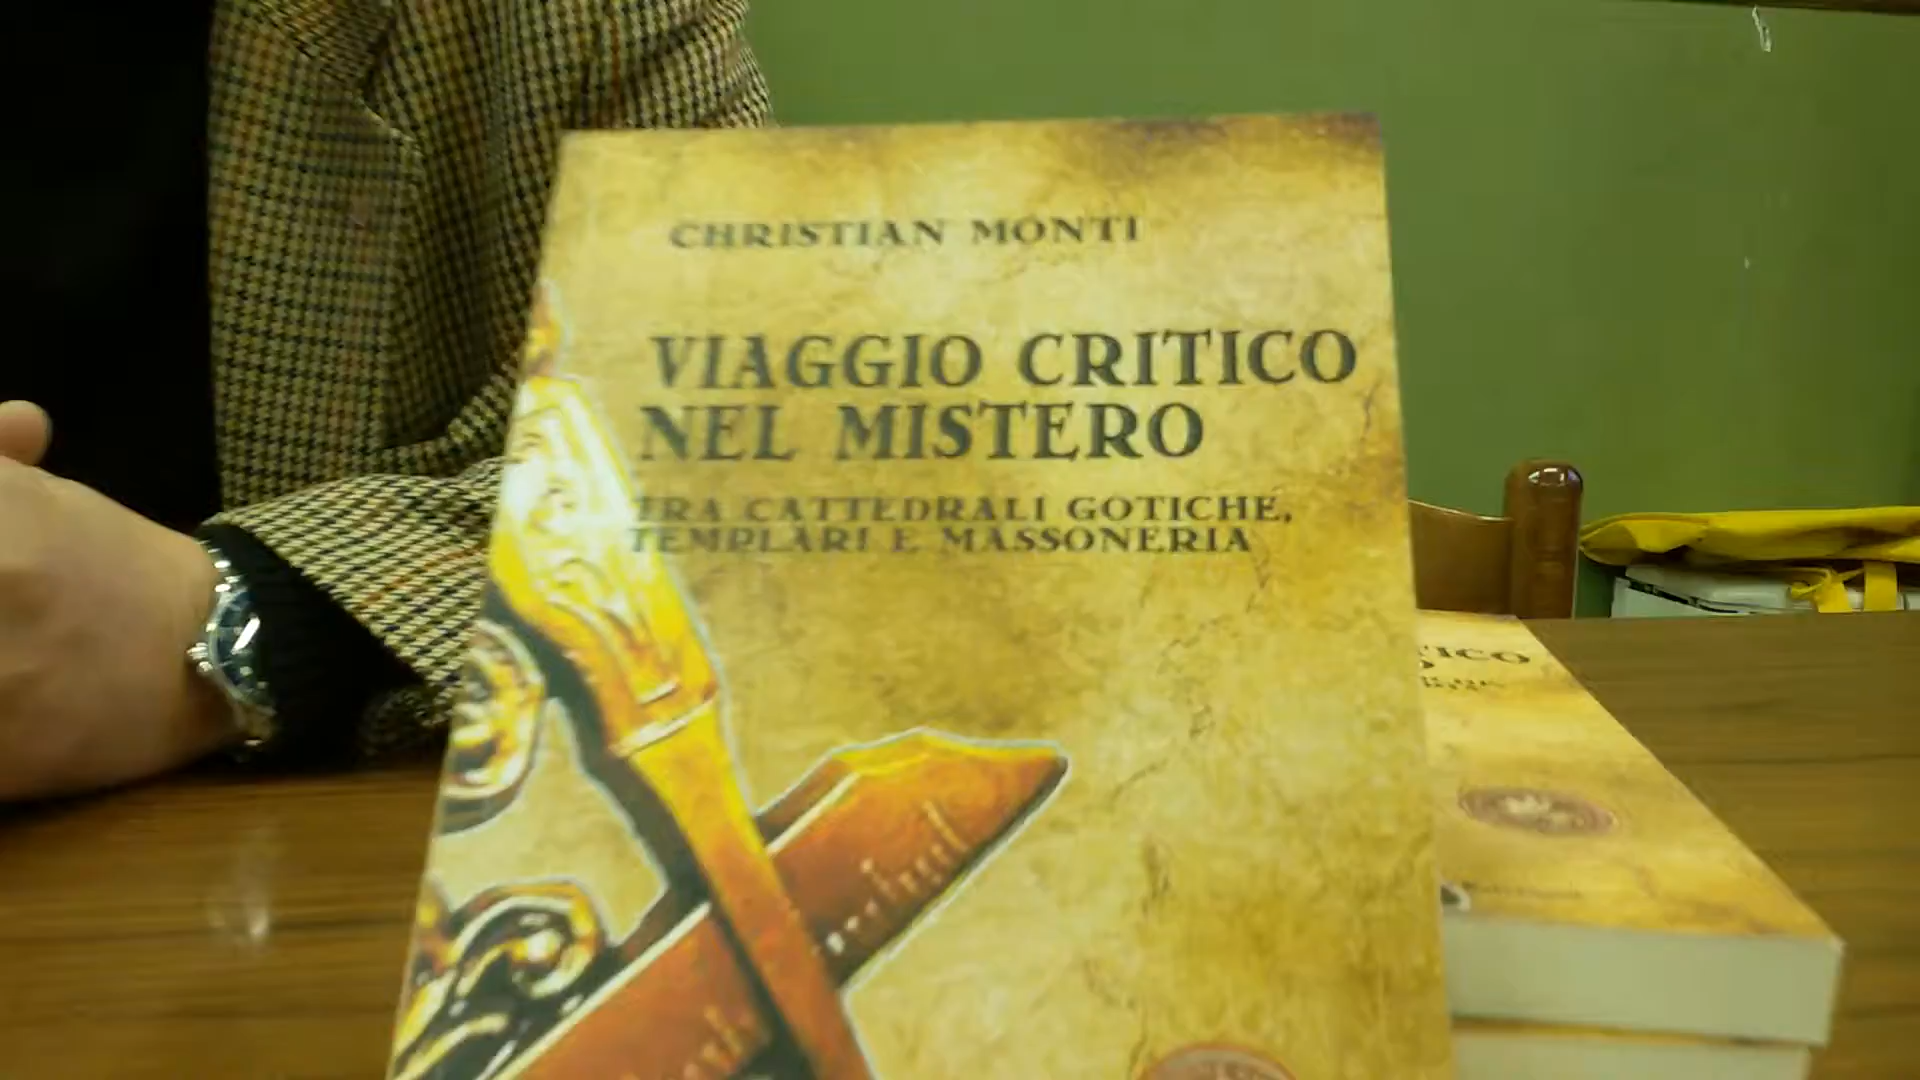 CHRISTIAN MONTI
VIAGGIO CRITICO
NEL MISTERO
TRA CATTEDRALI GOTICHE,
TEMPLARI E MASSONERIA